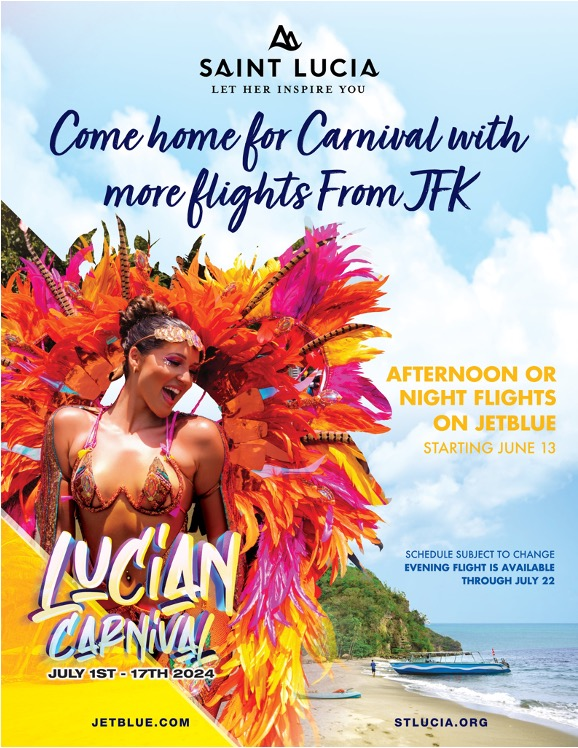 SAINT LUCIA
LET HER INSPIRE YOU
Come home for Carnival with
more flights From JFK
AFTERNOON OR
NIGHT FLIGHTS
ON JETBLUE
STARTING JUNE 13
SCHEDULE SUBJECT TO CHANGE
EVENING FLIGHT IS AVAILABLE
THROUGH JULY 22
LUCIAN
CARNIVAL
JULY 1ST - 17TH 2024
JETBLUE.COM
STLUCIA.ORG